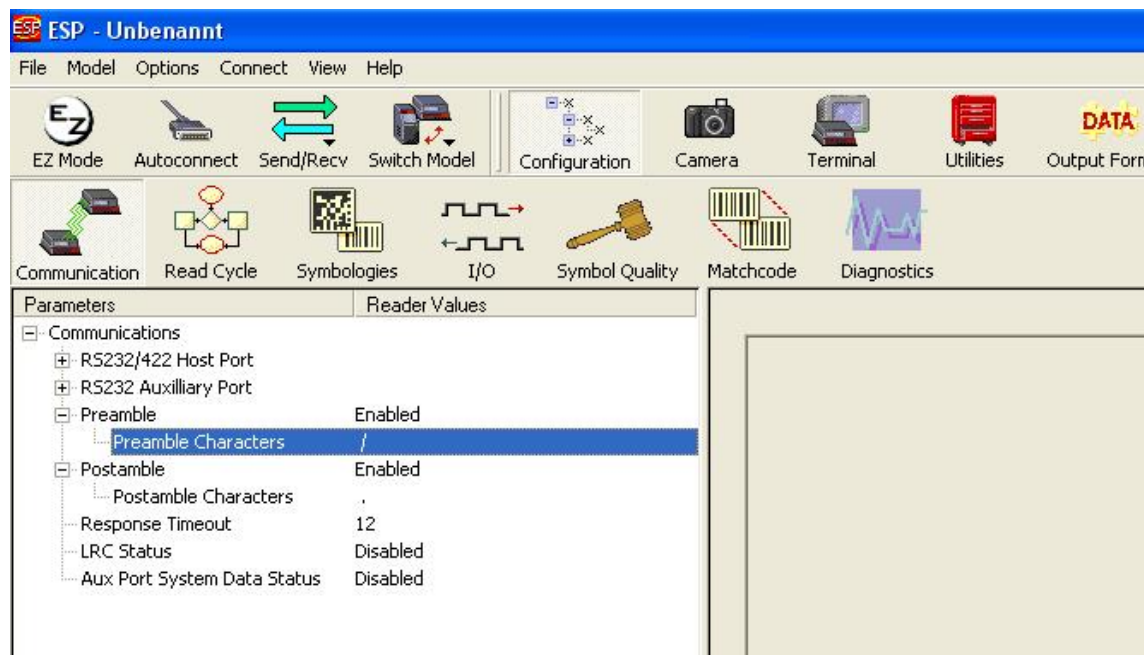 ESP ESP - Unbenannt
File Model Options Connect View Help
EZ
EZ Mode Autoconnect Send/Recv Switch Model Configuration Camera Terminal Utilities
DATA
Output Form
Communication Read Cycle Symbologies I/O Symbol Quality Matchcode Diagnostics
Parameters Reader Values
Communications
RS232/422 Host Port
RS232 Auxilliary Port
Preamble Enabled
Preamble Characters /
Postamble Enabled
Postamble Characters .
Response Timeout 12
LRC Status Disabled
Aux Port System Data Status Disabled